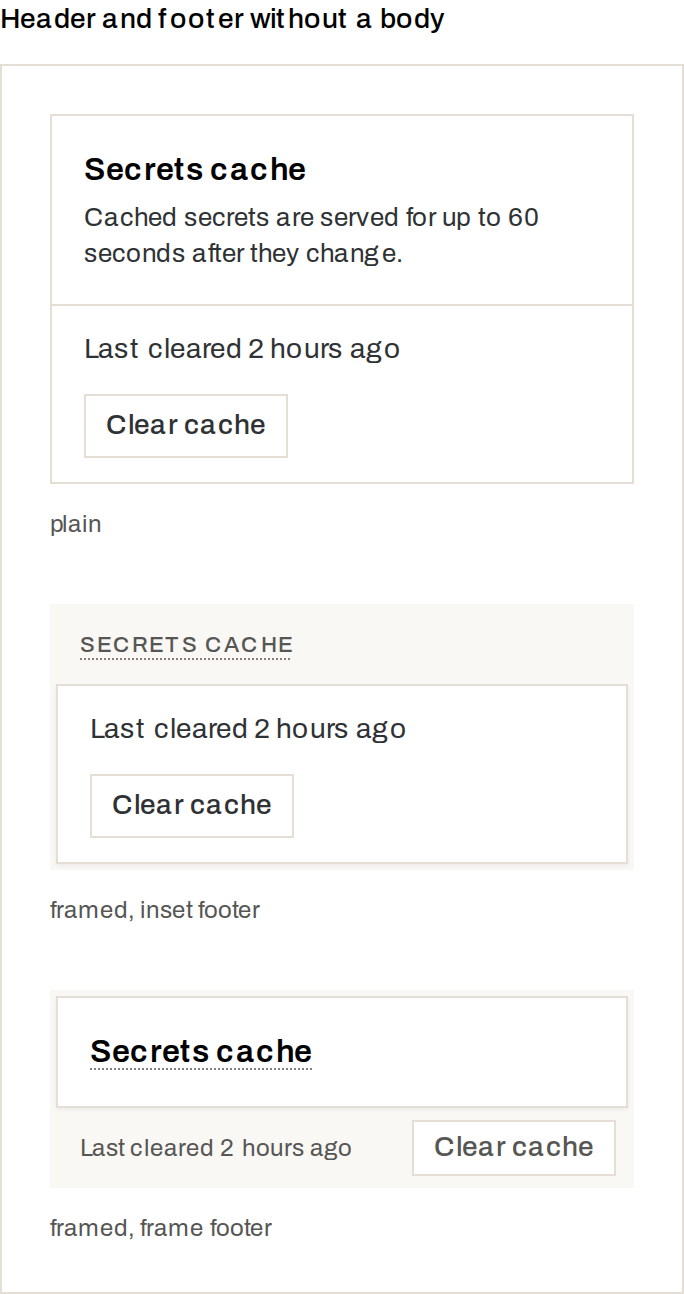 Header and footer without a body
Secrets cache
Cached secrets are served for up to 60
seconds after they change.
Last cleared 2 hours ago
Clear cache
plain
SECRETS CACHE
Last cleared 2 hours ago
Clear cache
framed, inset footer
Secrets cache
Last cleared 2 hours ago
Clear cache
framed, frame footer